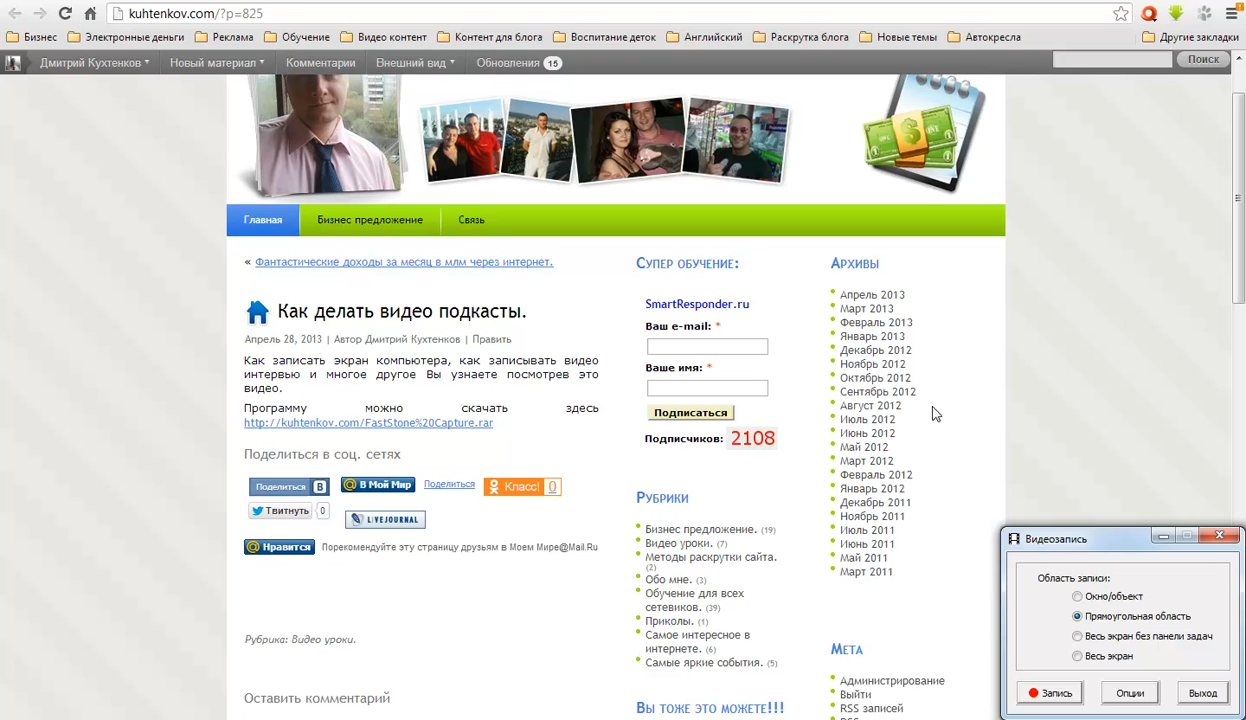 kuhtenkov.com/?p=825
Бизнес Электронные деньги Реклама Обучение Видео контент Контент для блога Воспитание деток Английский Раскрутка блога Новые темы Автокресла Другие закладки
Дмитрий Кухтенков Новый материал Комментарии Внешний вид Обновления 15 Поиск
Главная Бизнес предложение Связь
« Фантастические доходы за месяц в млм через интернет.
Как делать видео подкасты.
Апрель 28, 2013 | Автор Дмитрий Кухтенков | Править
Как записать экран компьютера, как записывать видео
интервью и многое другое Вы узнаете посмотрев это
видео.
Программу можно скачать здесь
http://kuhtenkov.com/FastStone%20Capture.rar
Поделиться в соц. сетях
Поделиться В
@ В Мой Мир
Поделиться
Класс! 0
Твитнуть 0
LIVEJOURNAL
@ Нравится Порекомендуйте эту страницу друзьям в Моем Мире@Mail.Ru
Рубрика: Видео уроки.
Оставить комментарий
Супер обучение:
SmartResponder.ru
Ваш e-mail: *
Ваше имя: *
Подписаться
Подписчиков: 2108
Рубрики
Бизнес предложение. (19)
Видео уроки. (7)
Методы раскрутки сайта.
(2)
Обо мне. (3)
Обучение для всех
сетевиков. (39)
Приколы. (1)
Самое интересное в
интернете. (6)
Самые яркие события. (5)
Вы тоже это можете!!!
Архивы
Апрель 2013
Март 2013
Февраль 2013
Январь 2013
Декабрь 2012
Ноябрь 2012
Октябрь 2012
Сентябрь 2012
Август 2012
Июль 2012
Июнь 2012
Май 2012
Март 2012
Февраль 2012
Январь 2012
Декабрь 2011
Ноябрь 2011
Июль 2011
Июнь 2011
Май 2011
Март 2011
Мета
Администрирование
Выйти
RSS записей
RSS
Видеозапись
Область записи:
Окно/объект
Прямоугольная область
Весь экран без панели задач
Весь экран
Запись Опции Выход